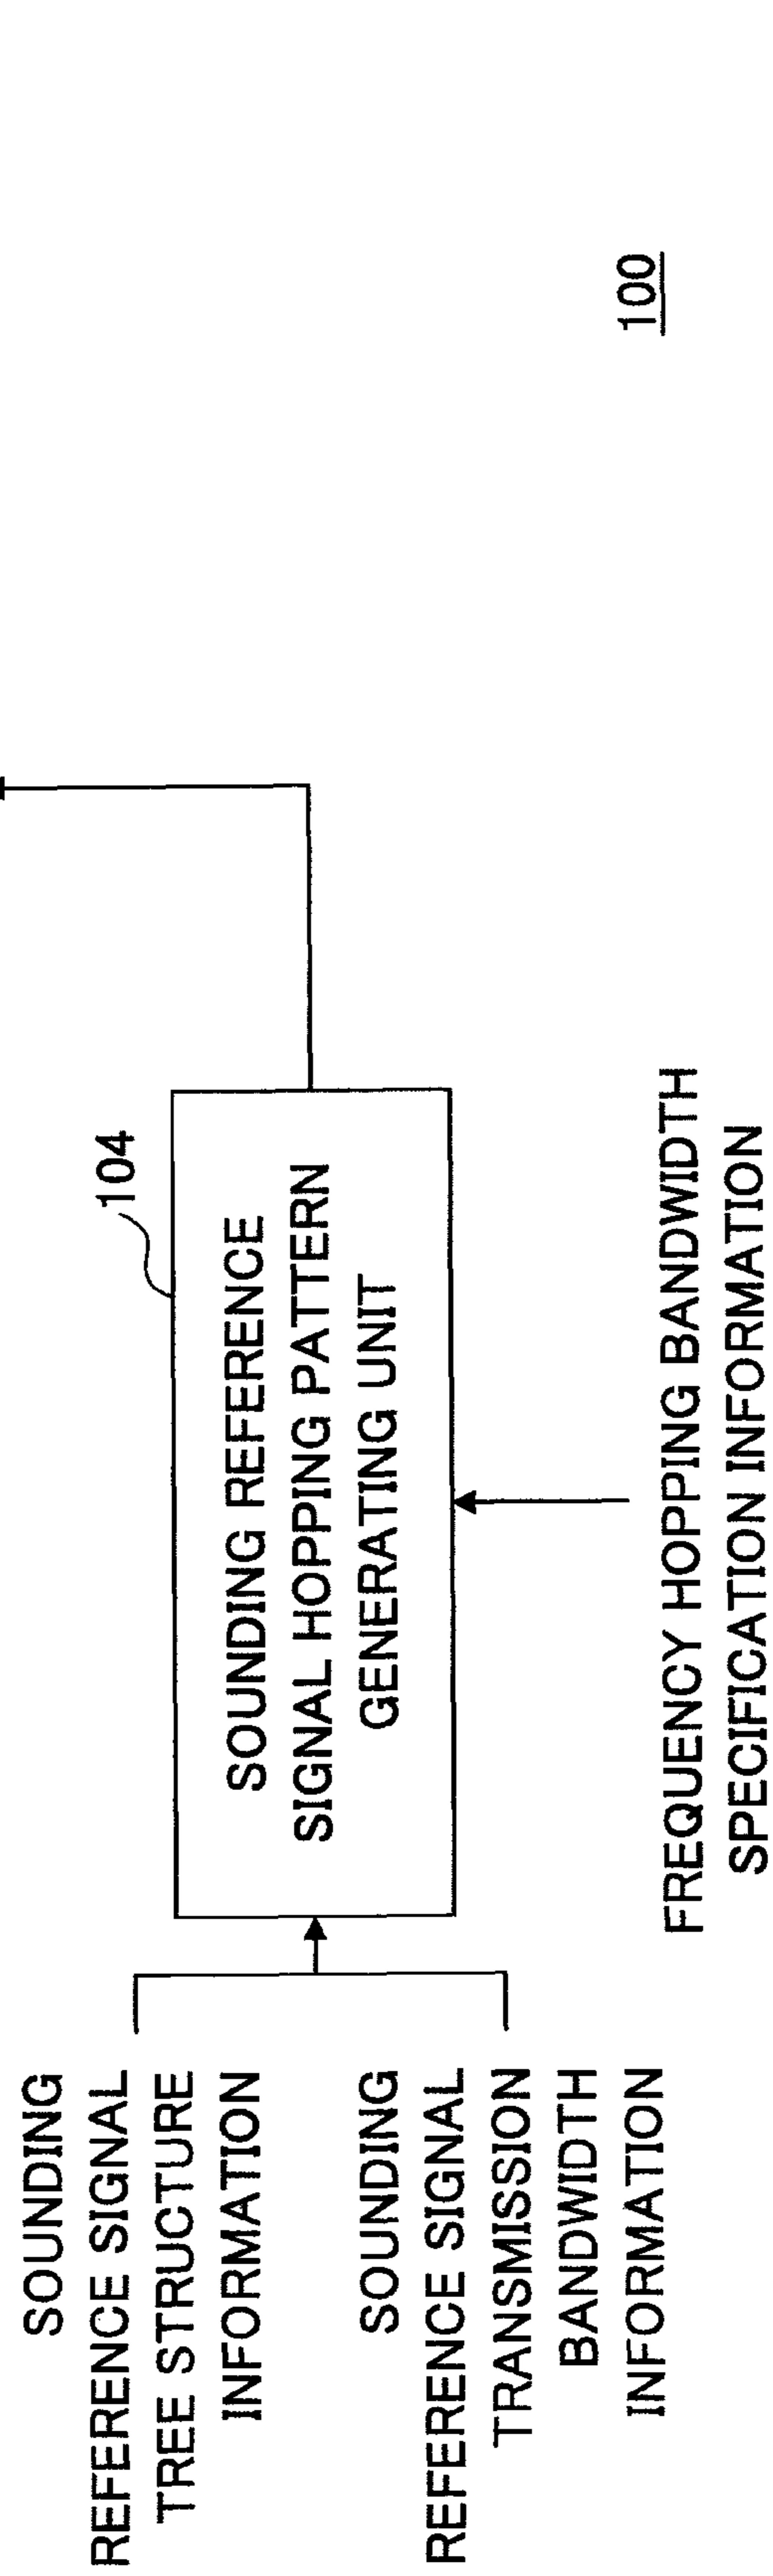 SOUNDING
REFERENCE SIGNAL
TREE STRUCTURE
INFORMATION
SOUNDING
REFERENCE SIGNAL
TRANSMISSION
BANDWIDTH
INFORMATION
104
SOUNDING REFERENCE
SIGNAL HOPPING PATTERN
GENERATING UNIT
FREQUENCY HOPPING BANDWIDTH
SPECIFICATION INFORMATION
100